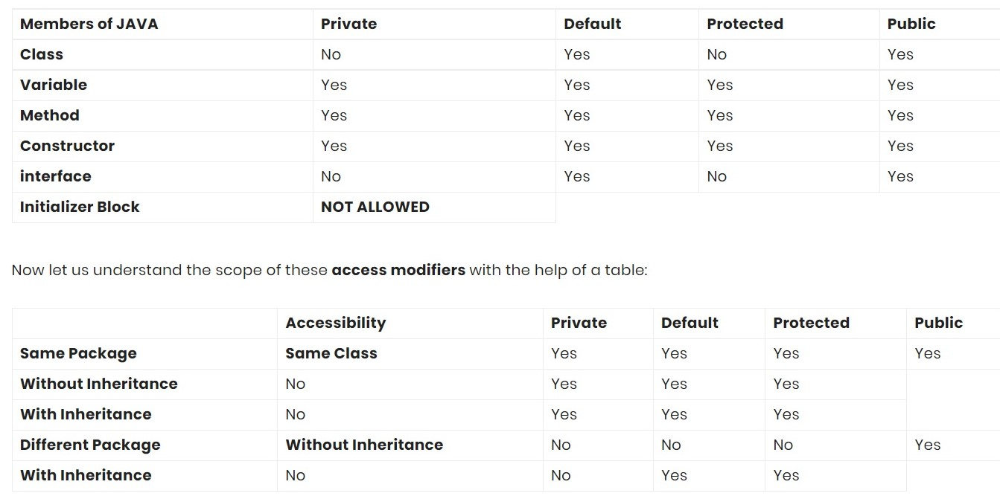 Members of JAVA Private Default Protected Public
Class No Yes No Yes
Variable Yes Yes Yes Yes
Method Yes Yes Yes Yes
Constructor Yes Yes Yes Yes
interface No Yes No Yes
Initializer Block NOT ALLOWED
Now let us understand the scope of these access modifiers with the help of a table:
Accessibility Private Default Protected Public
Same Package Same Class Yes Yes Yes Yes
Without Inheritance No Yes Yes Yes
With Inheritance No Yes Yes Yes
Different Package Without Inheritance No No No Yes
With Inheritance No No Yes Yes